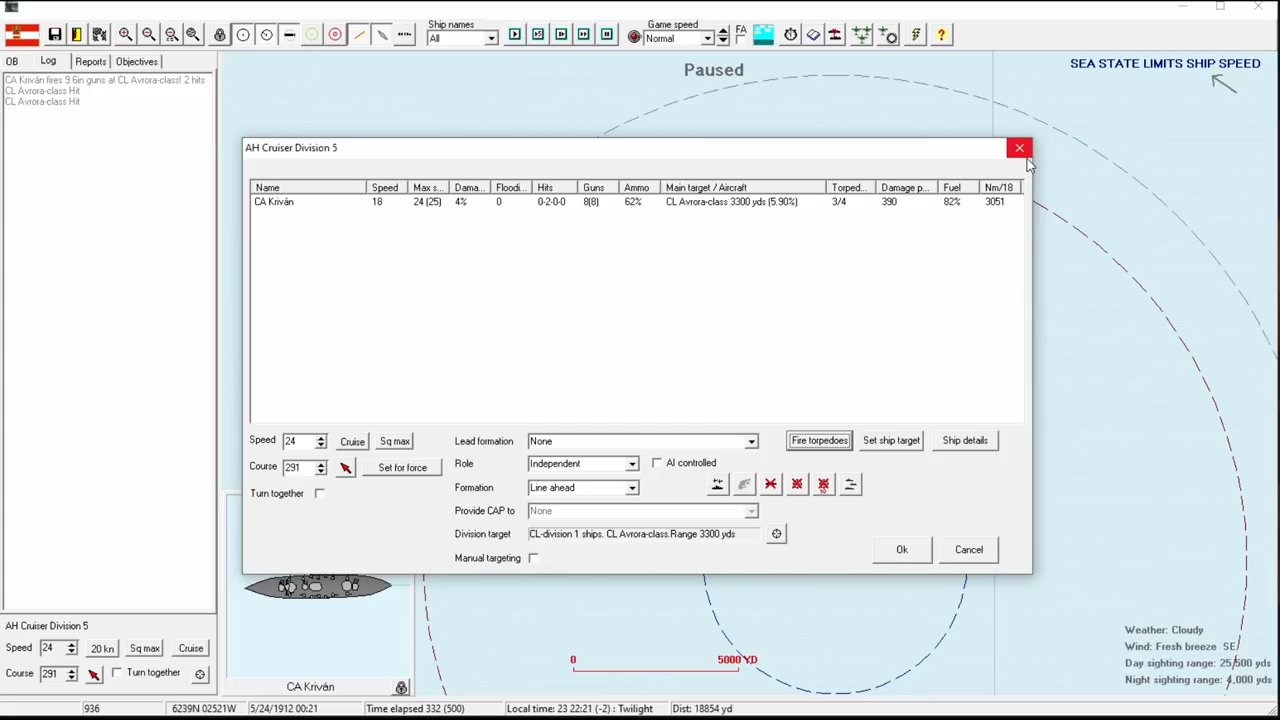 Ship names
Game speed
All
Normal
FA
OB
Log
Reports
Objectives
CA Kriván fires 9 6in guns at CL Avrora-class! 2 hits
CL Avrora-class Hit
CL Avrora-class Hit
Paused
SEA STATE LIMITS SHIP SPEED
AH Cruiser Division 5
Name Speed Max s... Dama... Floodi... Hits Guns Ammo Main target / Aircraft Torped... Damage p... Fuel Nm/18
CA Kriván 18 24 (25) 4% 0 0-2-0-0 8(8) 62% CL Avrora-class 3300 yds (5.90%) 3/4 390 82% 3051
Speed 24 Cruise Sq max
Course 291 Set for force
Turn together
Lead formation None
Role Independent AI controlled
Formation Line ahead
Provide CAP to None
Division target CL-division 1 ships. CL Avrora-class.Range 3300 yds
Manual targeting
Fire torpedoes Set ship target Ship details
10
Ok Cancel
0 5000 YD
Weather: Cloudy
Wind: Fresh breeze SE
Day sighting range: 25,500 yds
Night sighting range: 4,000 yds
AH Cruiser Division 5
Speed 24 20 kn Sq max Cruise
Course 291 Turn together
CA Kriván
936 6239N 02521W 5/24/1912 00:21 Time elapsed 332 (500) Local time: 23 22:21 (-2) : Twilight Dist: 18854 yd